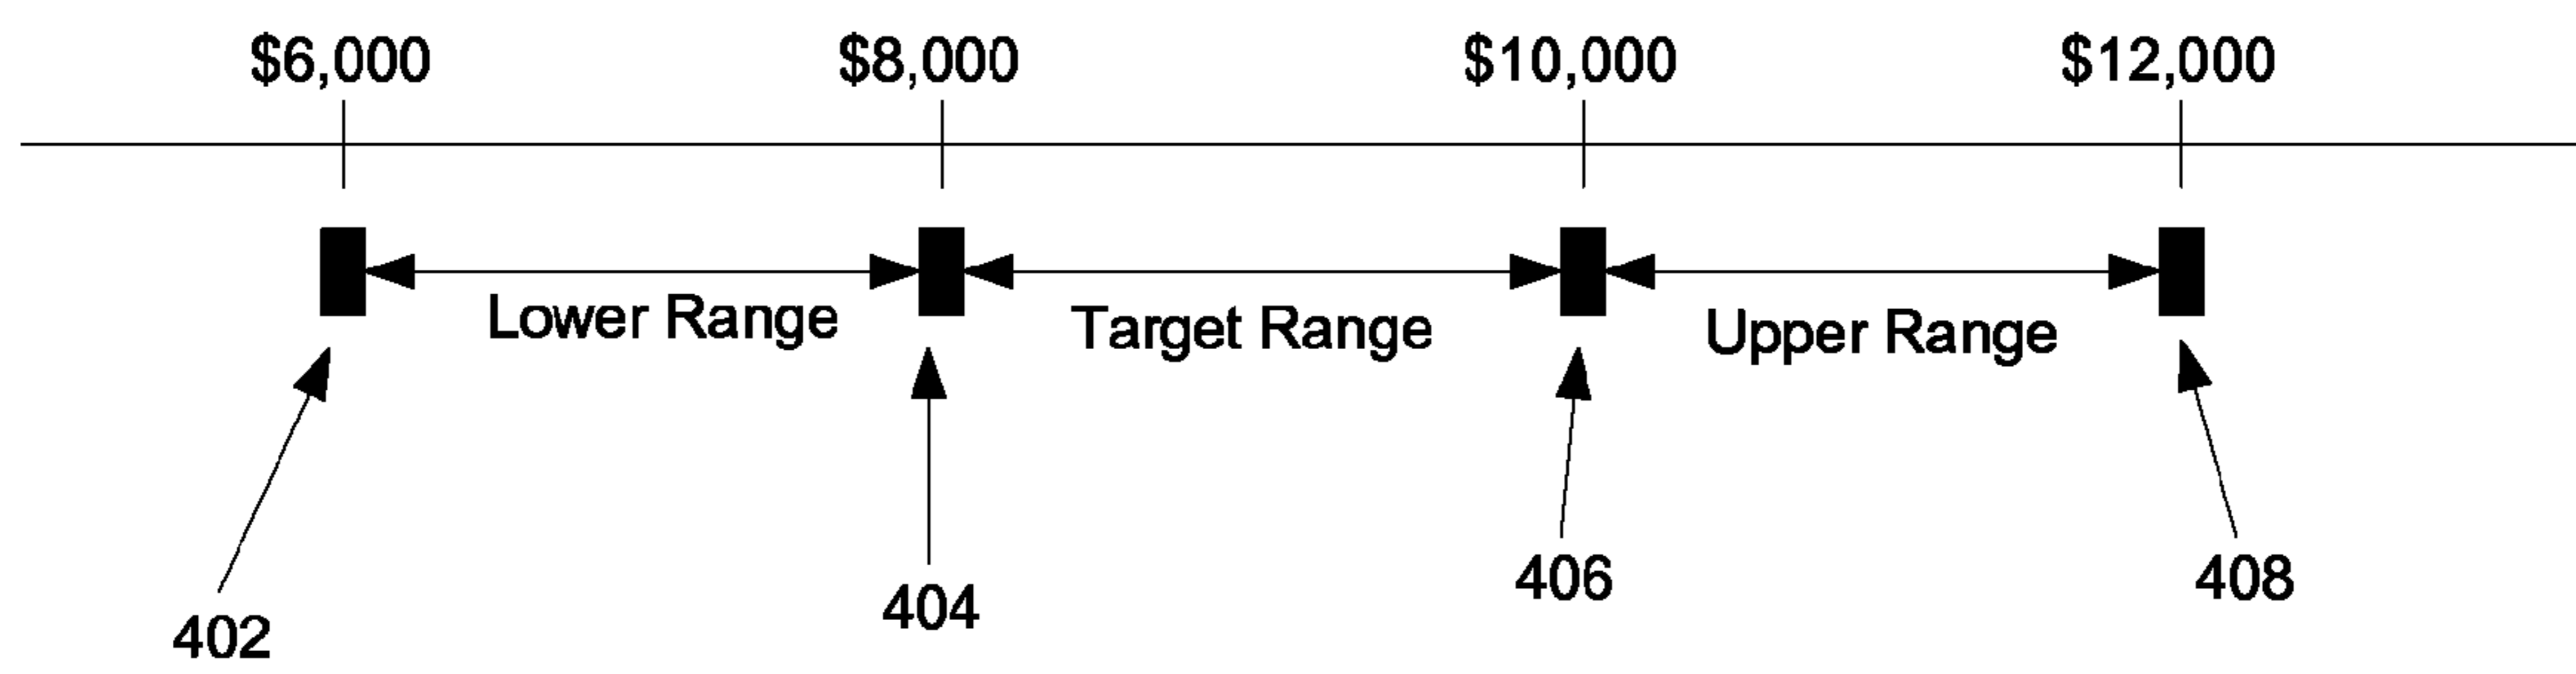 $6,000 $8,000 $10,000 $12,000
Lower Range Target Range Upper Range
402 404 406 408